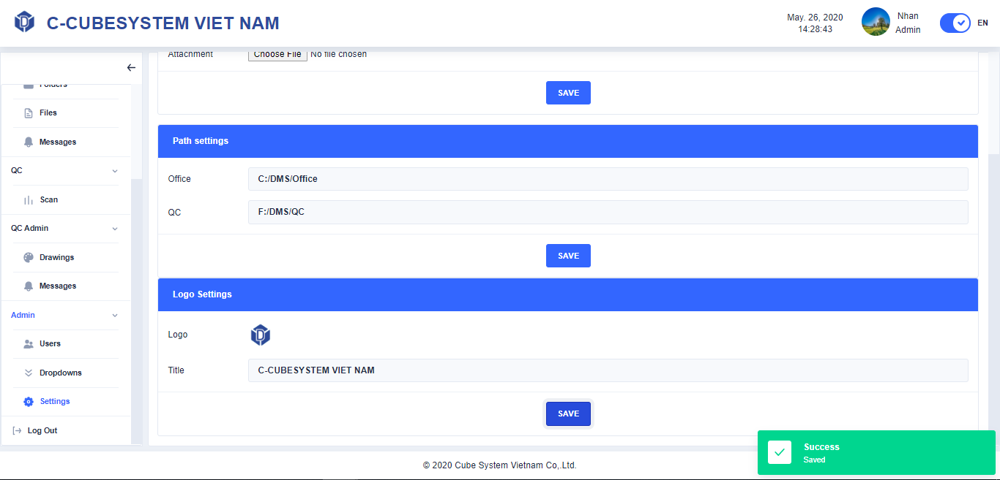 C-CUBESYSTEM VIET NAM
May. 26, 2020
14:28:43
Nhan
Admin
EN
Folders
Files
Messages
QC
Scan
QC Admin
Drawings
Messages
Admin
Users
Dropdowns
Settings
Log Out
Attachment Choose File No file chosen
SAVE
Path settings
Office C:/DMS/Office
QC F:/DMS/QC
SAVE
Logo Settings
Logo
Title C-CUBESYSTEM VIET NAM
SAVE
Success
Saved
© 2020 Cube System Vietnam Co,.Ltd.